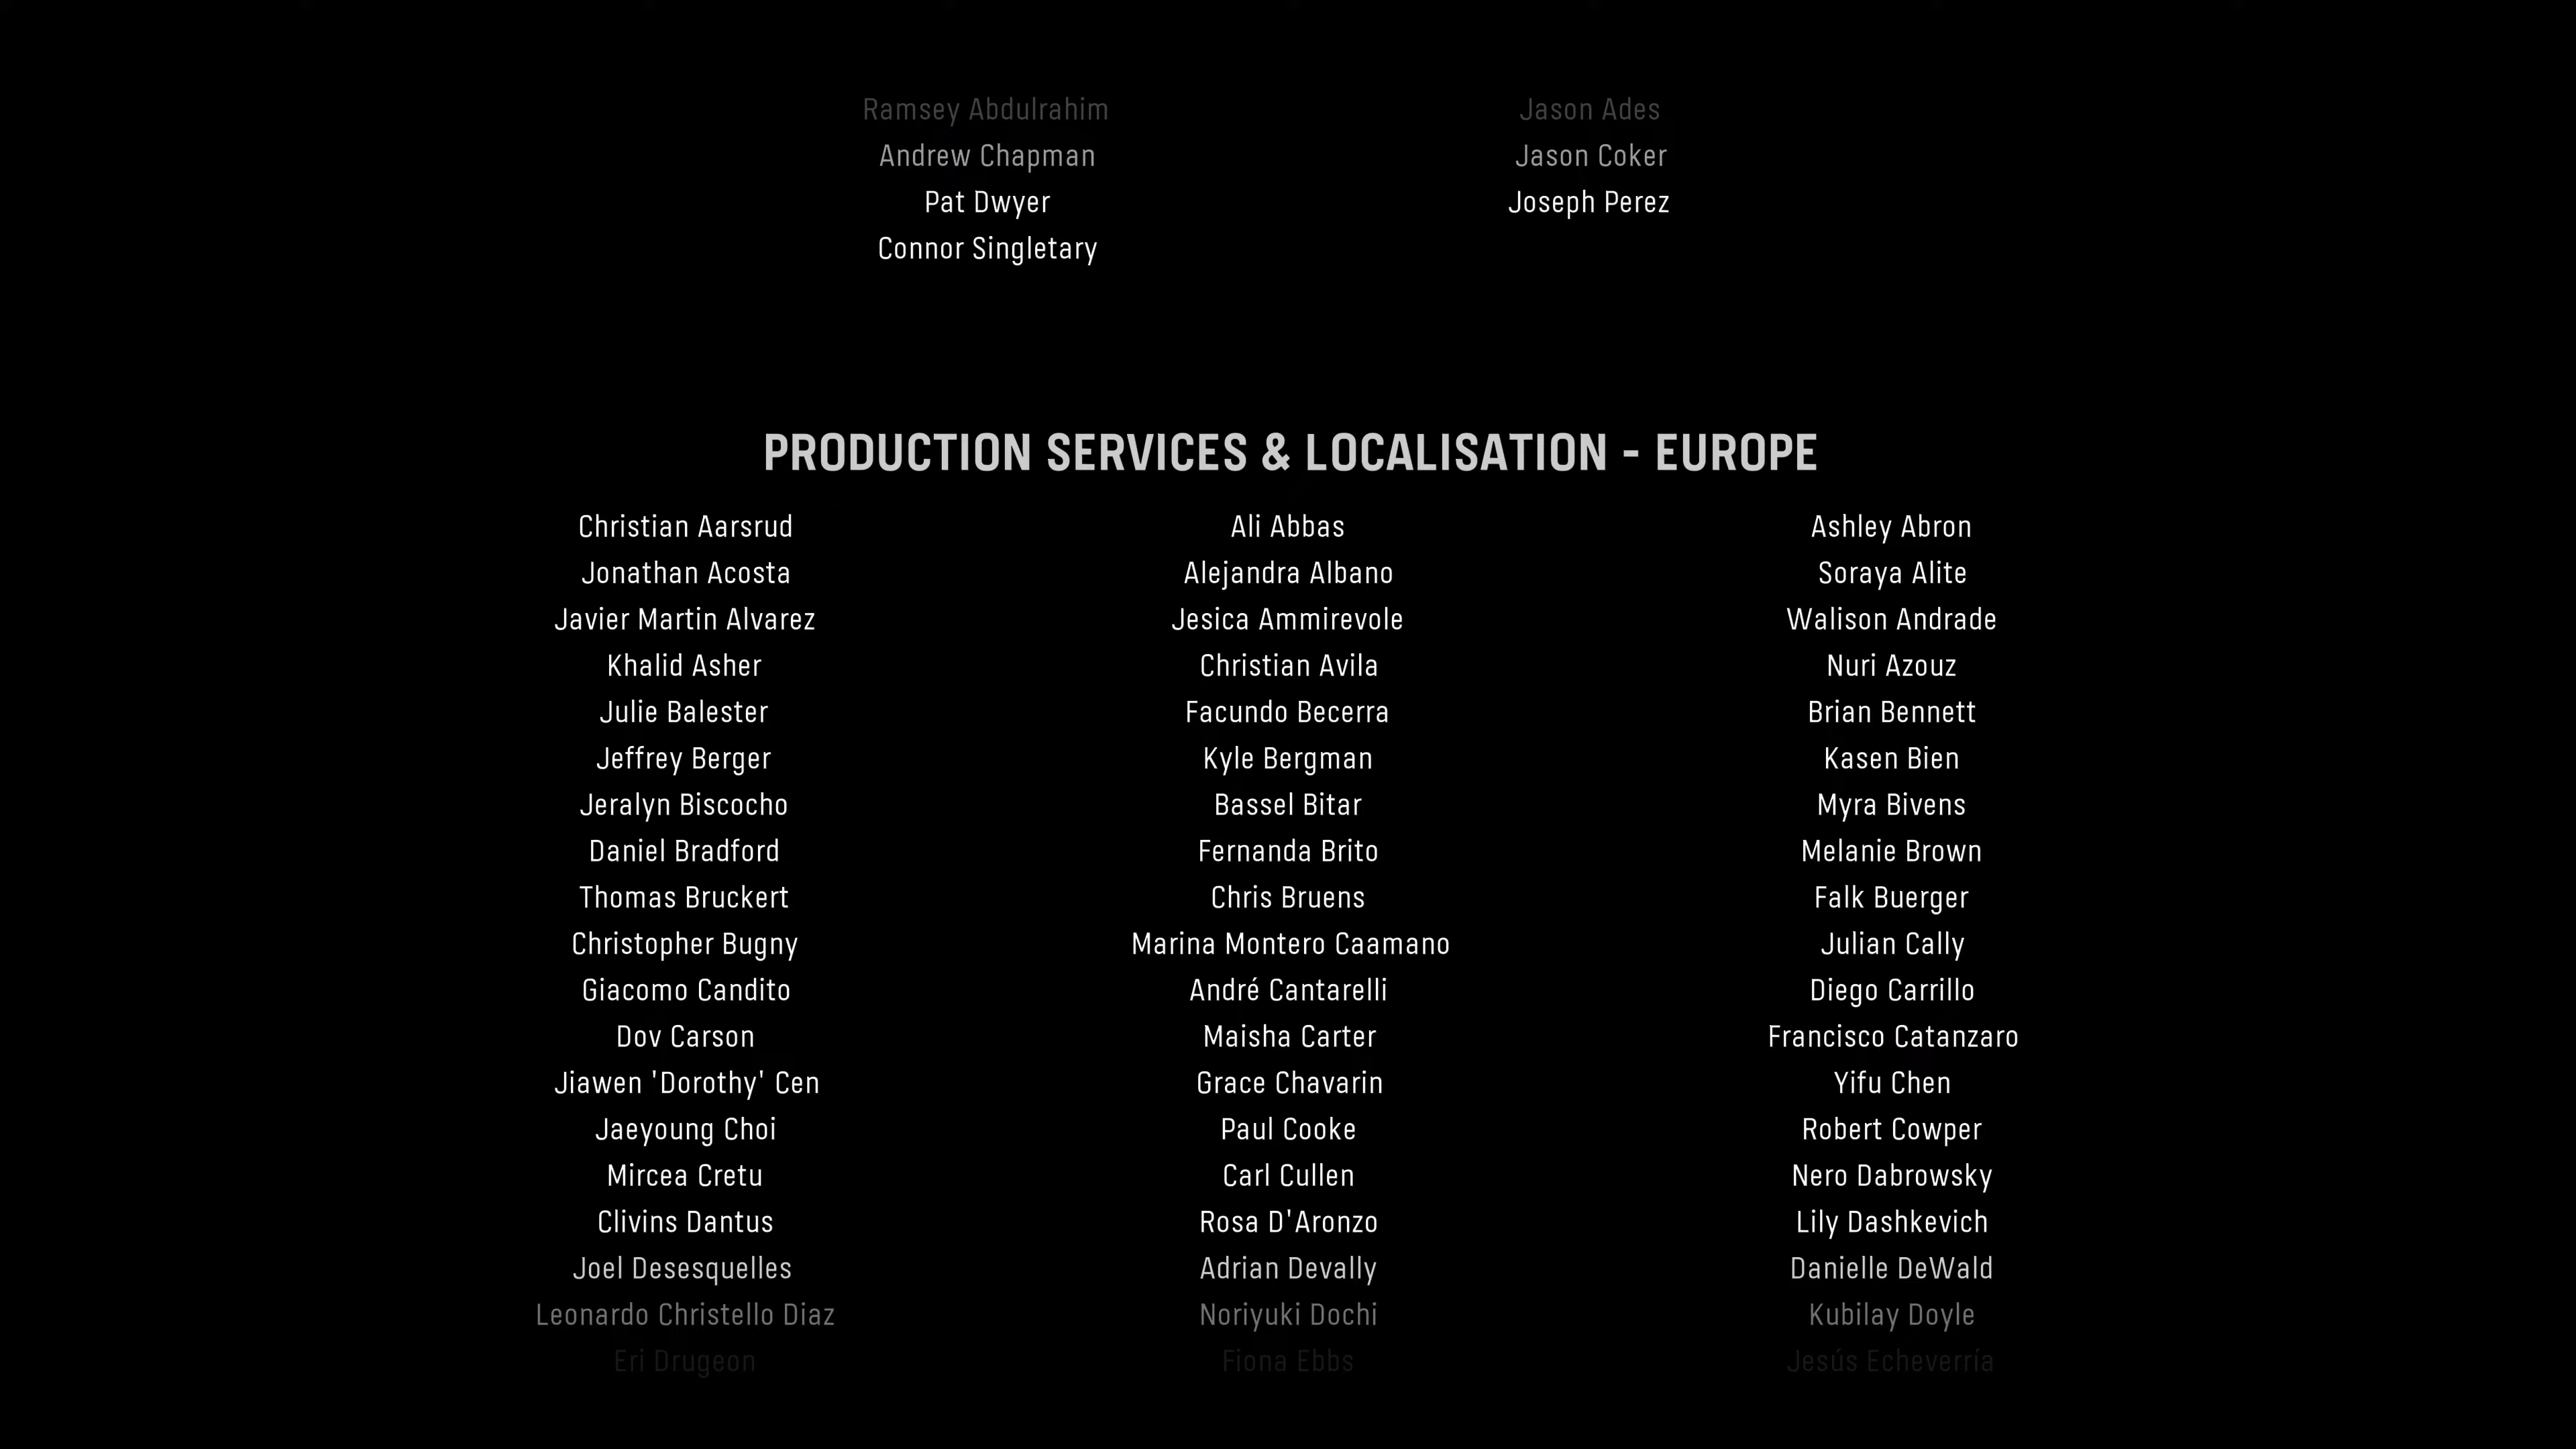 Ramsey Abdulrahim Jason Ades
Andrew Chapman Jason Coker
Pat Dwyer Joseph Perez
Connor Singletary
PRODUCTION SERVICES & LOCALISATION - EUROPE
Christian Aarsrud Ali Abbas Ashley Abron
Jonathan Acosta Alejandra Albano Soraya Alite
Javier Martin Alvarez Jesica Ammirevole Walison Andrade
Khalid Asher Christian Avila Nuri Azouz
Julie Balester Facundo Becerra Brian Bennett
Jeffrey Berger Kyle Bergman Kasen Bien
Jeralyn Biscocho Bassel Bitar Myra Bivens
Daniel Bradford Fernanda Brito Melanie Brown
Thomas Bruckert Chris Bruens Falk Buerger
Christopher Bugny Marina Montero Caamano Julian Cally
Giacomo Candito André Cantarelli Diego Carrillo
Dov Carson Maisha Carter Francisco Catanzaro
Jiawen 'Dorothy' Cen Grace Chavarin Yifu Chen
Jaeyoung Choi Paul Cooke Robert Cowper
Mircea Cretu Carl Cullen Nero Dabrowsky
Clivins Dantus Rosa D'Aronzo Lily Dashkevich
Joel Desesquelles Adrian Devally Danielle DeWald
Leonardo Christello Diaz Noriyuki Dochi Kubilay Doyle
Eri Drugeon Fiona Ebbs Jesús Echeverría